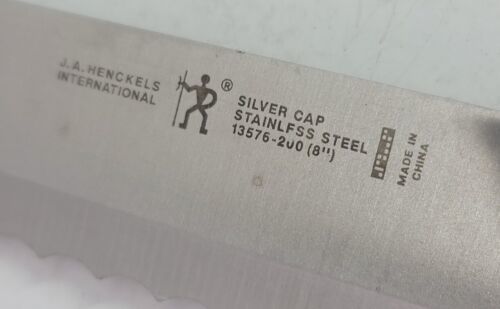 J.A. HENCKELS
INTERNATIONAL
®
SILVER CAP
STAINLESS STEEL
13576-200 (8")
MADE IN
CHINA